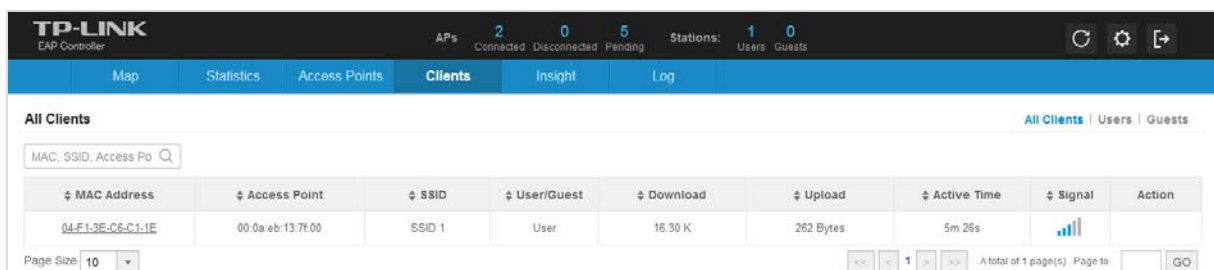 TP-LINK
EAP Controller
APs 2 Connected 0 Disconnected 5 Pending Stations: 1 Users 0 Guests
Map Statistics Access Points Clients Insight Log
All Clients All Clients | Users | Guests
MAC, SSID, Access Po
MAC Address Access Point SSID User/Guest Download Upload Active Time Signal Action
04-F1-3E-C6-C1-1E 00:0a:eb:13:7f:00 SSID 1 User 16.30 K 262 Bytes 5m 26s
Page Size 10 << < 1 > >> A total of 1 page(s) Page to GO